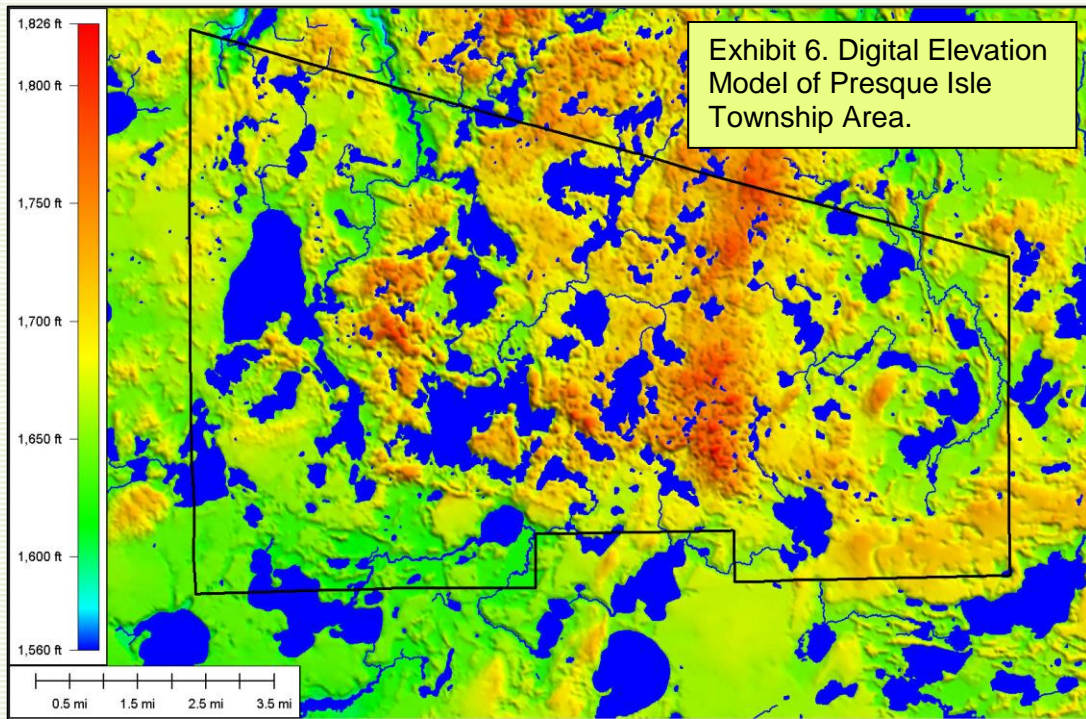 1,826 ft
1,800 ft
1,750 ft
1,700 ft
1,650 ft
1,600 ft
1,560 ft
Exhibit 6. Digital Elevation
Model of Presque Isle
Township Area.
0.5 mi 1.5 mi 2.5 mi 3.5 mi